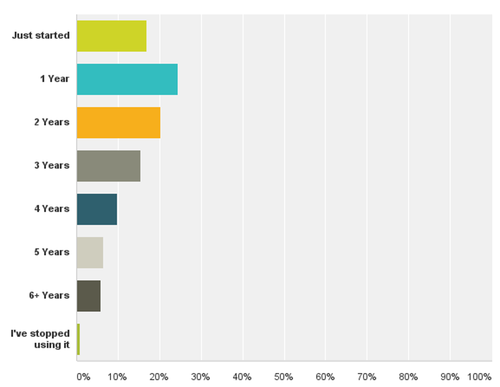 Just started
1 Year
2 Years
3 Years
4 Years
5 Years
6+ Years
I've stopped
using it
0% 10% 20% 30% 40% 50% 60% 70% 80% 90% 100%